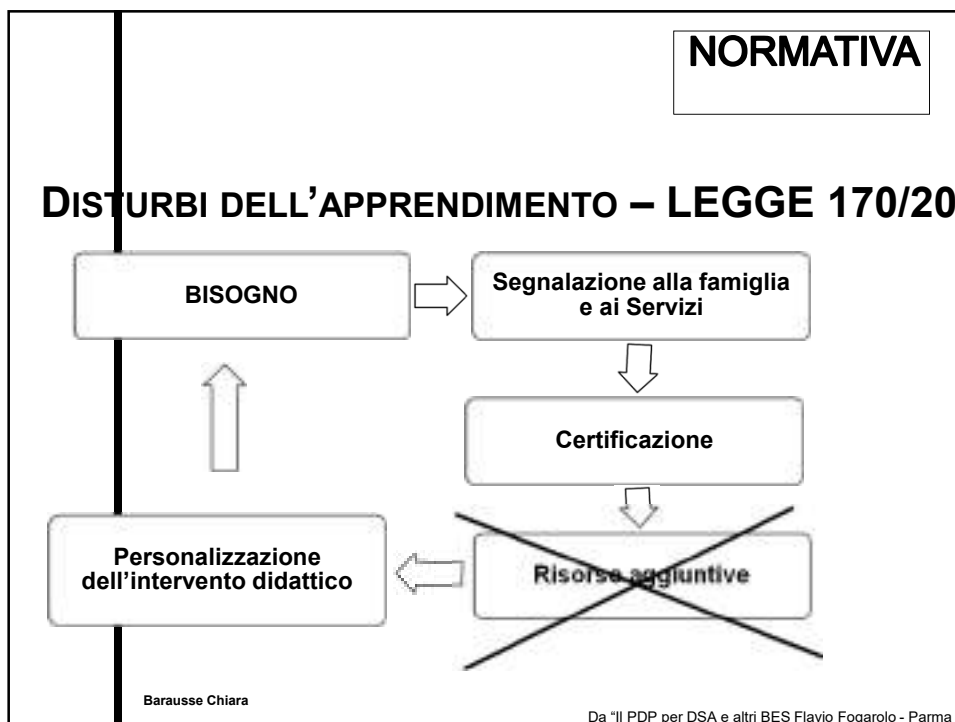 NORMATIVA
DISTURBI DELL'APPRENDIMENTO – LEGGE 170/20
BISOGNO
Segnalazione alla famiglia
e ai Servizi
Certificazione
Risorse aggiuntive
Personalizzazione
dell'intervento didattico
Barausse Chiara
Da "Il PDP per DSA e altri BES Flavio Fogarolo - Parma